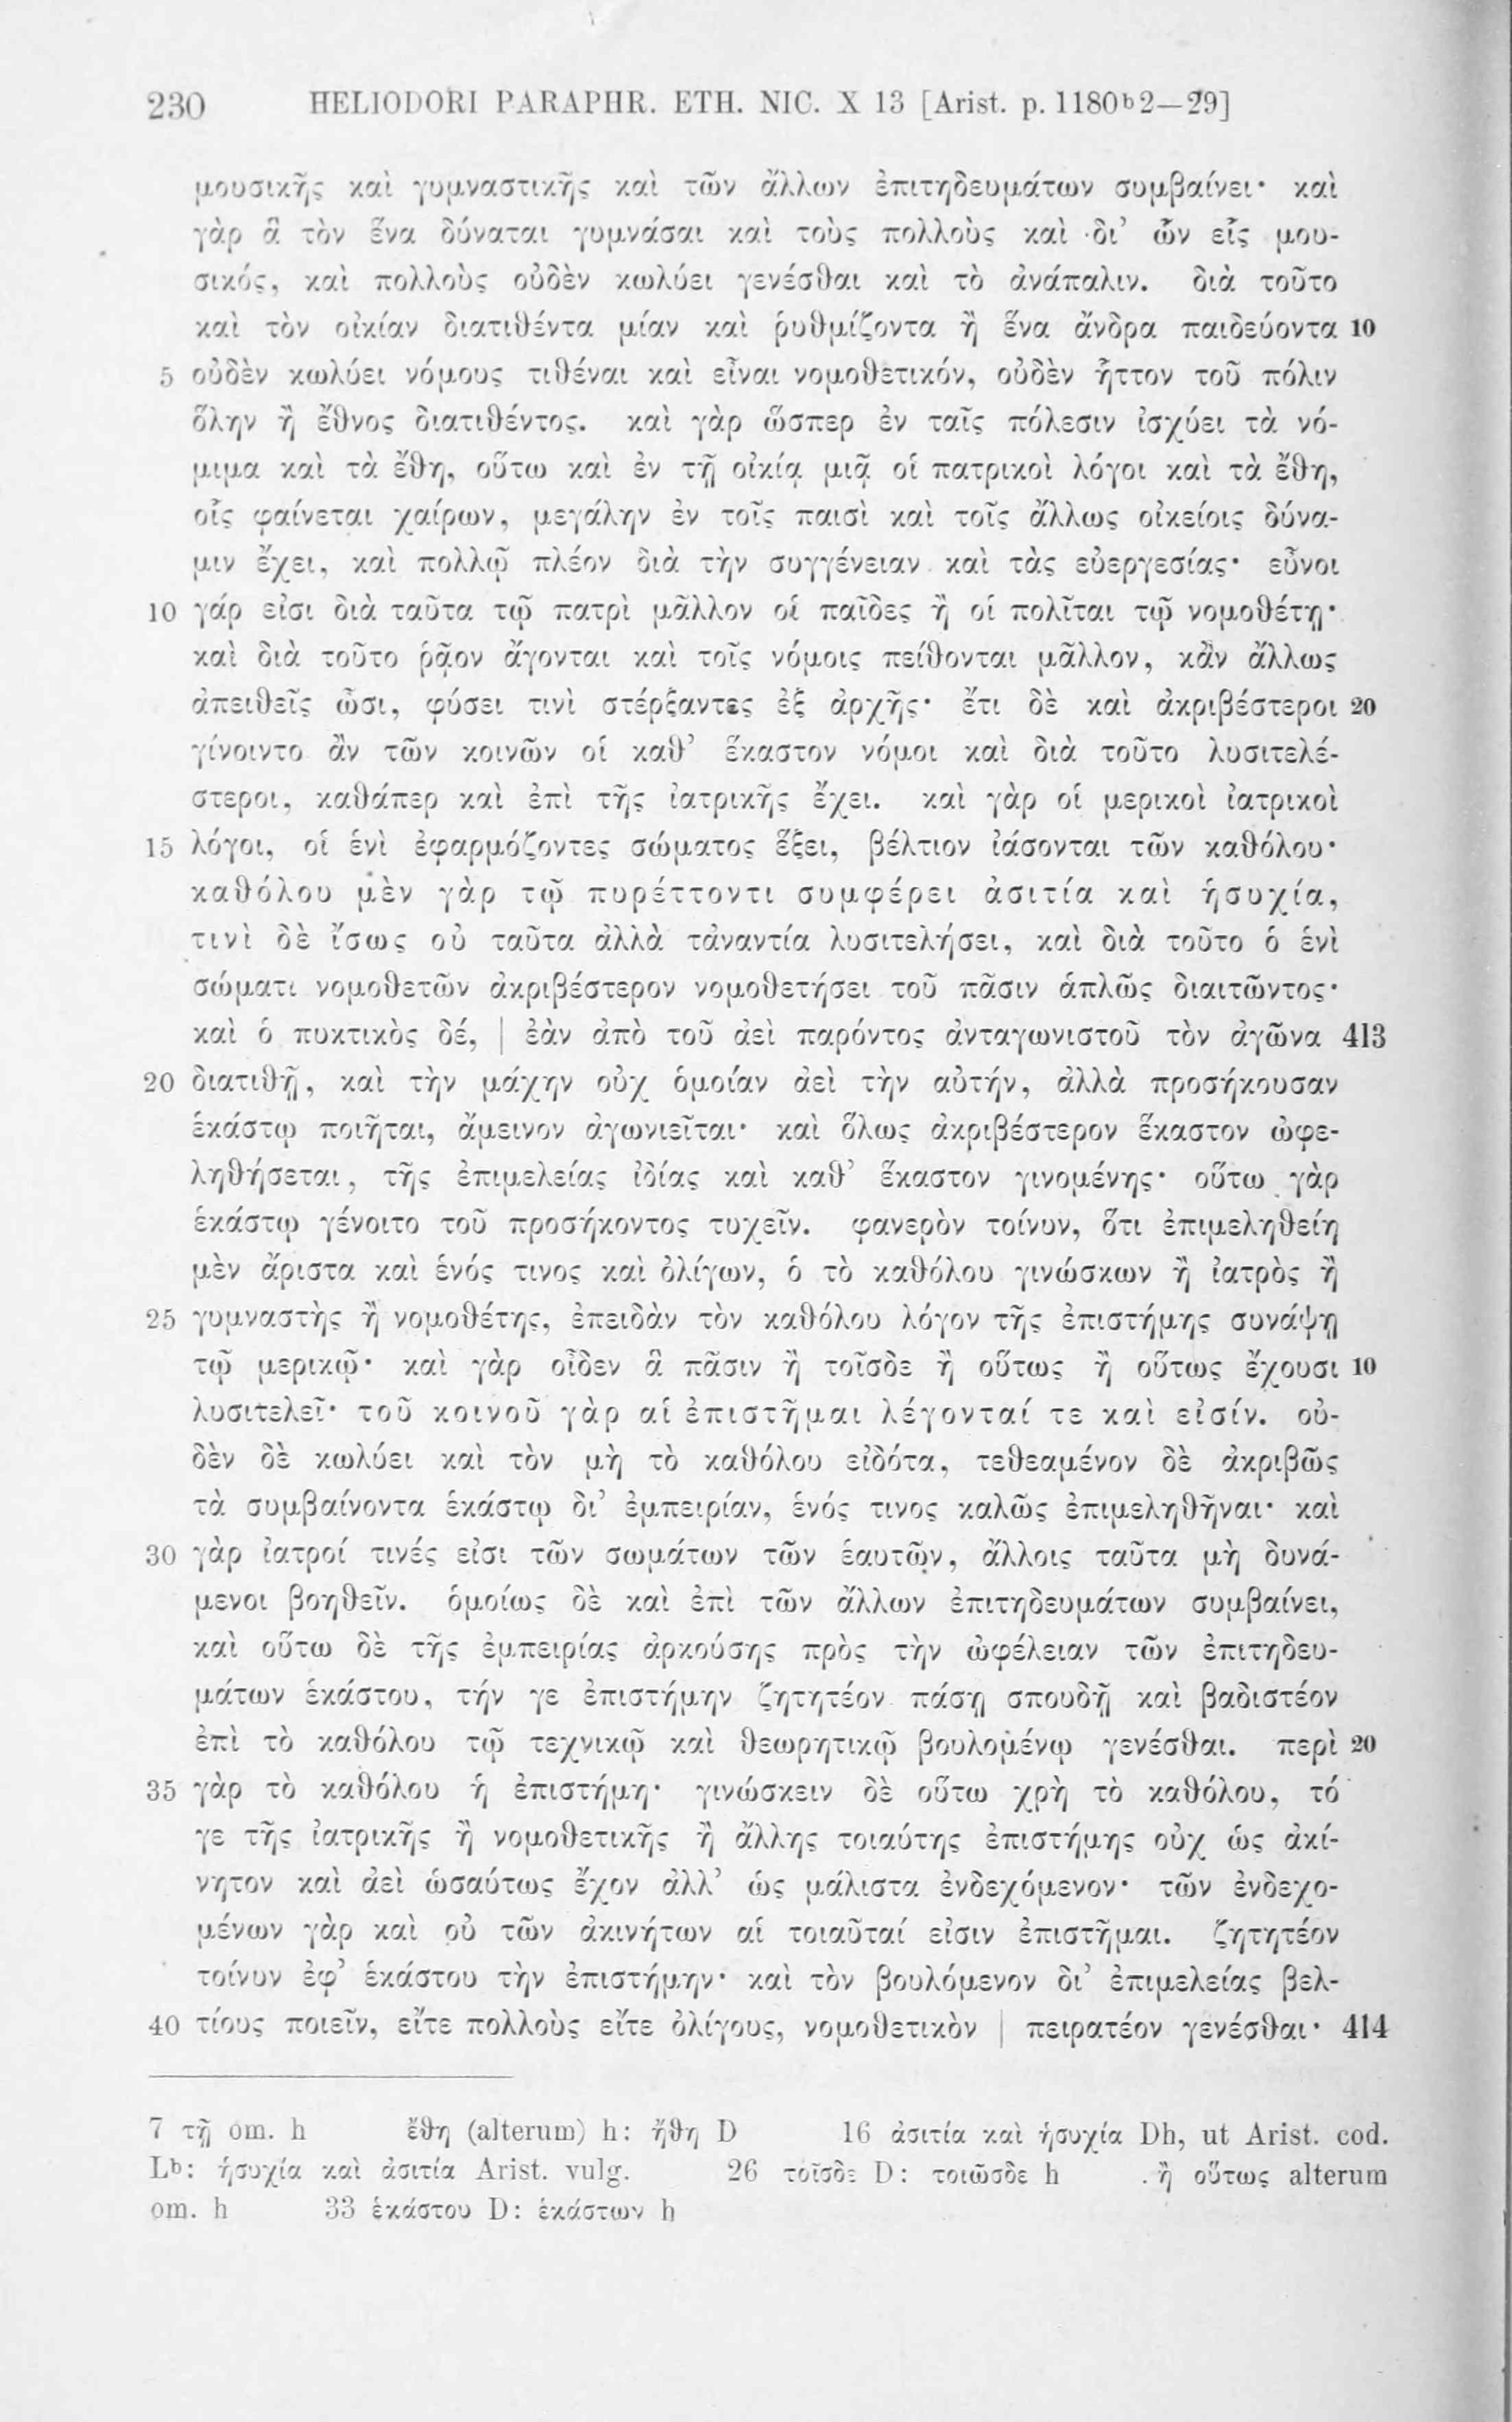 230 HELIODORI PARAPHR. ETH. NIC. X 13 [Arist. p. 1180ᵇ2—29]
μουσικῆς καὶ γυμναστικῆς καὶ τῶν ἄλλων ἐπιτηδευμάτων συμβαίνει· καὶ
γὰρ ἃ τὸν ἕνα δύναται γυμνάσαι καὶ τοὺς πολλοὺς καὶ δι’ ὧν εἷς μου-
σικός, καὶ πολλοὺς οὐδὲν κωλύει γενέσθαι καὶ τὸ ἀνάπαλιν. διὰ τοῦτο
καὶ τὸν οἰκίαν διατιθέντα μίαν καὶ ῥυθμίζοντα ἢ ἕνα ἄνδρα παιδεύοντα 10
5 οὐδὲν κωλύει νόμους τιθέναι καὶ εἶναι νομοθετικόν, οὐδὲν ἧττον τοῦ πόλιν
ὅλην ἢ ἔθνος διατιθέντος. καὶ γὰρ ὥσπερ ἐν ταῖς πόλεσιν ἰσχύει τὰ νό-
μιμα καὶ τὰ ἔθη, οὕτω καὶ ἐν τῇ οἰκίᾳ μιᾷ οἱ πατρικοὶ λόγοι καὶ τὰ ἔθη,
οἷς φαίνεται χαίρων, μεγάλην ἐν τοῖς παισὶ καὶ τοῖς ἄλλως οἰκείοις δύνα-
μιν ἔχει, καὶ πολλῷ πλέον διὰ τὴν συγγένειαν καὶ τὰς εὐεργεσίας· εὖνοι
10 γάρ εἰσι διὰ ταῦτα τῷ πατρὶ μᾶλλον οἱ παῖδες ἢ οἱ πολῖται τῷ νομοθέτῃ·
καὶ διὰ τοῦτο ῥᾷον ἄγονται καὶ τοῖς νόμοις πείθονται μᾶλλον, κἂν ἄλλως
ἀπειθεῖς ὦσι, φύσει τινὶ στέρξαντες ἐξ ἀρχῆς· ἔτι δὲ καὶ ἀκριβέστεροι 20
γίνοιντο ἂν τῶν κοινῶν οἱ καθ’ ἕκαστον νόμοι καὶ διὰ τοῦτο λυσιτελέ-
στεροι, καθάπερ καὶ ἐπὶ τῆς ἰατρικῆς ἔχει. καὶ γὰρ οἱ μερικοὶ ἰατρικοὶ
15 λόγοι, οἱ ἑνὶ ἐφαρμόζοντες σώματος ἕξει, βέλτιον ἰάσονται τῶν καθόλου·
καθόλου μὲν γὰρ τῷ πυρέττοντι συμφέρει ἀσιτία καὶ ἡσυχία,
τινὶ δὲ ἴσως οὐ ταῦτα ἀλλὰ τἀναντία λυσιτελήσει, καὶ διὰ τοῦτο ὁ ἑνὶ
σώματι νομοθετῶν ἀκριβέστερον νομοθετήσει τοῦ πᾶσιν ἁπλῶς διαιτῶντος·
καὶ ὁ πυκτικὸς δέ, | ἐὰν ἀπὸ τοῦ ἀεὶ παρόντος ἀνταγωνιστοῦ τὸν ἀγῶνα 413
20 διατιθῇ, καὶ τὴν μάχην οὐχ ὁμοίαν ἀεὶ τὴν αὐτήν, ἀλλὰ προσήκουσαν
ἑκάστῳ ποιῆται, ἄμεινον ἀγωνιεῖται· καὶ ὅλως ἀκριβέστερον ἕκαστον ὠφε-
ληθήσεται, τῆς ἐπιμελείας ἰδίας καὶ καθ’ ἕκαστον γινομένης· οὕτω γὰρ
ἑκάστῳ γένοιτο τοῦ προσήκοντος τυχεῖν. φανερὸν τοίνυν, ὅτι ἐπιμεληθείη
μὲν ἄριστα καὶ ἑνός τινος καὶ ὀλίγων, ὁ τὸ καθόλου γινώσκων ἢ ἰατρὸς ἢ
25 γυμναστὴς ἢ νομοθέτης, ἐπειδὰν τὸν καθόλου λόγον τῆς ἐπιστήμης συνάψῃ
τῷ μερικῷ· καὶ γὰρ οἶδεν ἃ πᾶσιν ἢ τοῖσδε ἢ οὕτως ἢ οὕτως ἔχουσι 10
λυσιτελεῖ· τοῦ κοινοῦ γὰρ αἱ ἐπιστῆμαι λέγονταί τε καὶ εἰσίν. οὐ-
δὲν δὲ κωλύει καὶ τὸν μὴ τὸ καθόλου εἰδότα, τεθεαμένον δὲ ἀκριβῶς
τὰ συμβαίνοντα ἑκάστῳ δι’ ἐμπειρίαν, ἑνός τινος καλῶς ἐπιμεληθῆναι· καὶ
30 γὰρ ἰατροί τινές εἰσι τῶν σωμάτων τῶν ἑαυτῶν, ἄλλοις ταῦτα μὴ δυνά-
μενοι βοηθεῖν. ὁμοίως δὲ καὶ ἐπὶ τῶν ἄλλων ἐπιτηδευμάτων συμβαίνει,
καὶ οὕτω δὲ τῆς ἐμπειρίας ἀρκούσης πρὸς τὴν ὠφέλειαν τῶν ἐπιτηδευ-
μάτων ἑκάστου, τήν γε ἐπιστήμην ζητητέον πάσῃ σπουδῇ καὶ βαδιστέον
ἐπὶ τὸ καθόλου τῷ τεχνικῷ καὶ θεωρητικῷ βουλομένῳ γενέσθαι. περὶ 20
35 γὰρ τὸ καθόλου ἡ ἐπιστήμη· γινώσκειν δὲ οὕτω χρὴ τὸ καθόλου, τό
γε τῆς ἰατρικῆς ἢ νομοθετικῆς ἢ ἄλλης τοιαύτης ἐπιστήμης οὐχ ὡς ἀκί-
νητον καὶ ἀεὶ ὡσαύτως ἔχον ἀλλ’ ὡς μάλιστα ἐνδεχόμενον· τῶν ἐνδεχο-
μένων γὰρ καὶ οὐ τῶν ἀκινήτων αἱ τοιαῦταί εἰσιν ἐπιστῆμαι. ζητητέον
τοίνυν ἐφ’ ἑκάστου τὴν ἐπιστήμην· καὶ τὸν βουλόμενον δι’ ἐπιμελείας βελ-
40 τίους ποιεῖν, εἴτε πολλοὺς εἴτε ὀλίγους, νομοθετικὸν | πειρατέον γενέσθαι· 414
7 τῇ om. h ἔθη (alterum) h: ἤθη D 16 ἀσιτία καὶ ἡσυχία Dh, ut Arist. cod.
Lᵇ: ἡσυχία καὶ ἀσιτία Arist. vulg. 26 τοῖσδε D: τοιῶσδε h ἢ οὕτως alterum
om. h 33 ἑκάστου D: ἑκάστων h